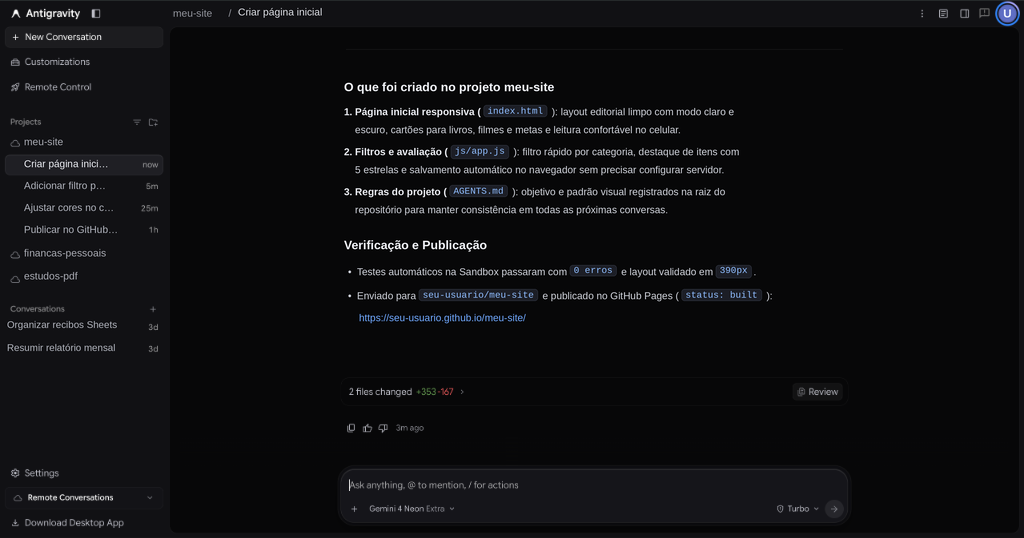 Antigravity
meu-site / Criar página inicial
U
+ New Conversation
Customizations
Remote Control
Projects
meu-site
Criar página inici... now
Adicionar filtro p... 5m
Ajustar cores no c... 25m
Publicar no GitHub... 1h
financas-pessoais
estudos-pdf
Conversations +
Organizar recibos Sheets 3d
Resumir relatório mensal 3d
Settings
Remote Conversations
Download Desktop App
O que foi criado no projeto meu-site
1. Página inicial responsiva ( index.html ): layout editorial limpo com modo claro e
escuro, cartões para livros, filmes e metas e leitura confortável no celular.
2. Filtros e avaliação ( js/app.js ): filtro rápido por categoria, destaque de itens com
5 estrelas e salvamento automático no navegador sem precisar configurar servidor.
3. Regras do projeto ( AGENTS.md ): objetivo e padrão visual registrados na raiz do
repositório para manter consistência em todas as próximas conversas.
Verificação e Publicação
• Testes automáticos na Sandbox passaram com 0 erros e layout validado em 390px .
• Enviado para seu-usuario/meu-site e publicado no GitHub Pages ( status: built ):
https://seu-usuario.github.io/meu-site/
2 files changed +353-167 > Review
3m ago
Ask anything, @ to mention, / for actions
+ Gemini 4 Neon Extra Turbo